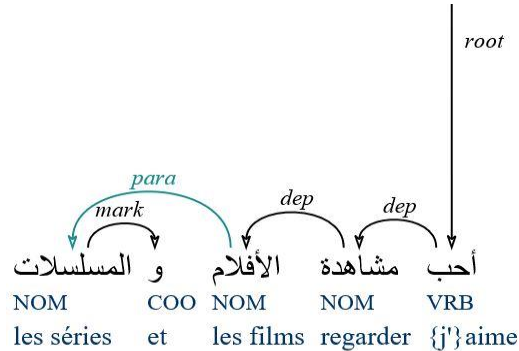 root
para
mark
dep
dep
أحب مشاهدة الأفلام و المسلسلات
NOM COO NOM NOM VRB
les séries et les films regarder {j'}aime